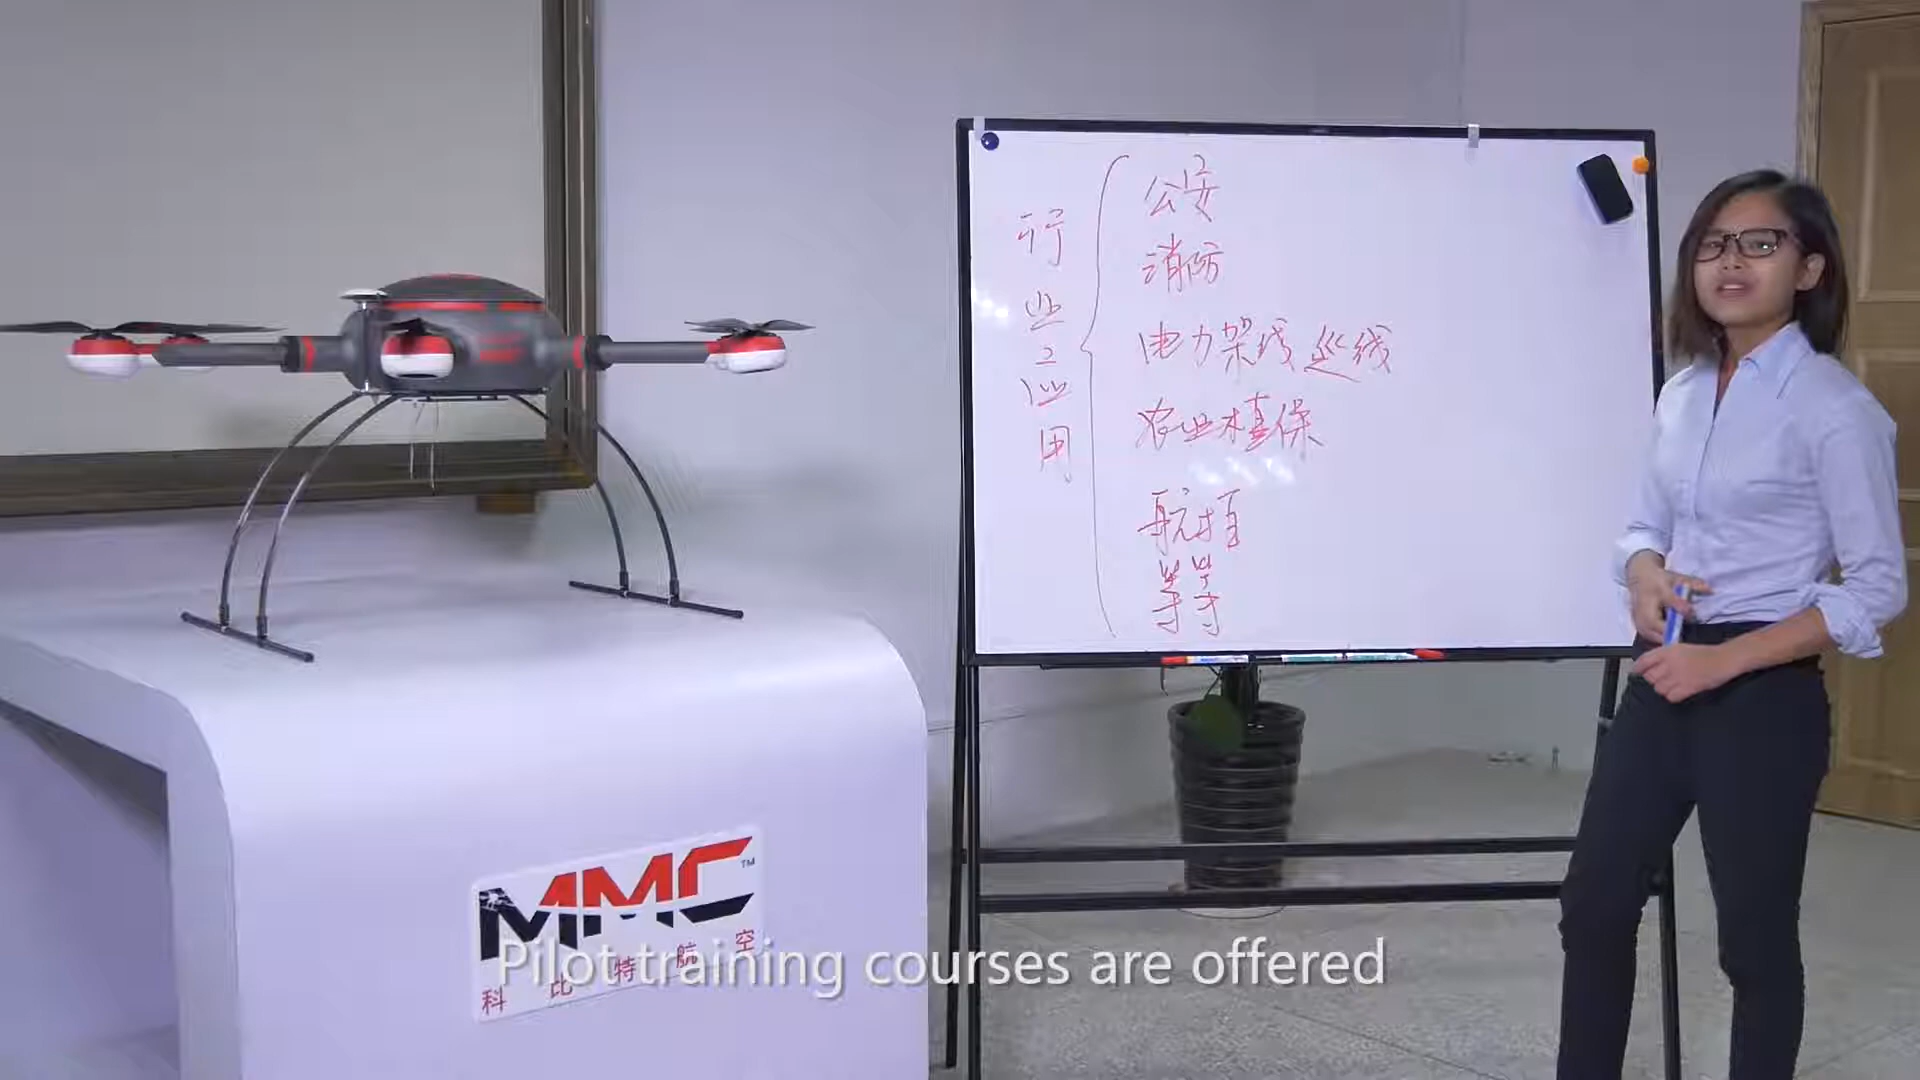 行业应用
公安
消防
电力架线巡线
农业植保
航拍
等等
MMC™
科比特航空
Pilot training courses are offered